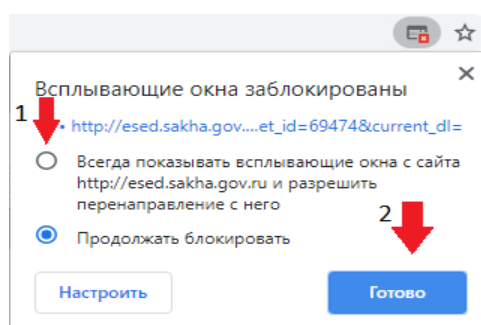 Всплывающие окна заблокированы
1
• http://esed.sakha.gov....et_id=69474&current_dl=
Всегда показывать всплывающие окна с сайта
http://esed.sakha.gov.ru и разрешить
перенаправление с него
2
Продолжать блокировать
Настроить
Готово